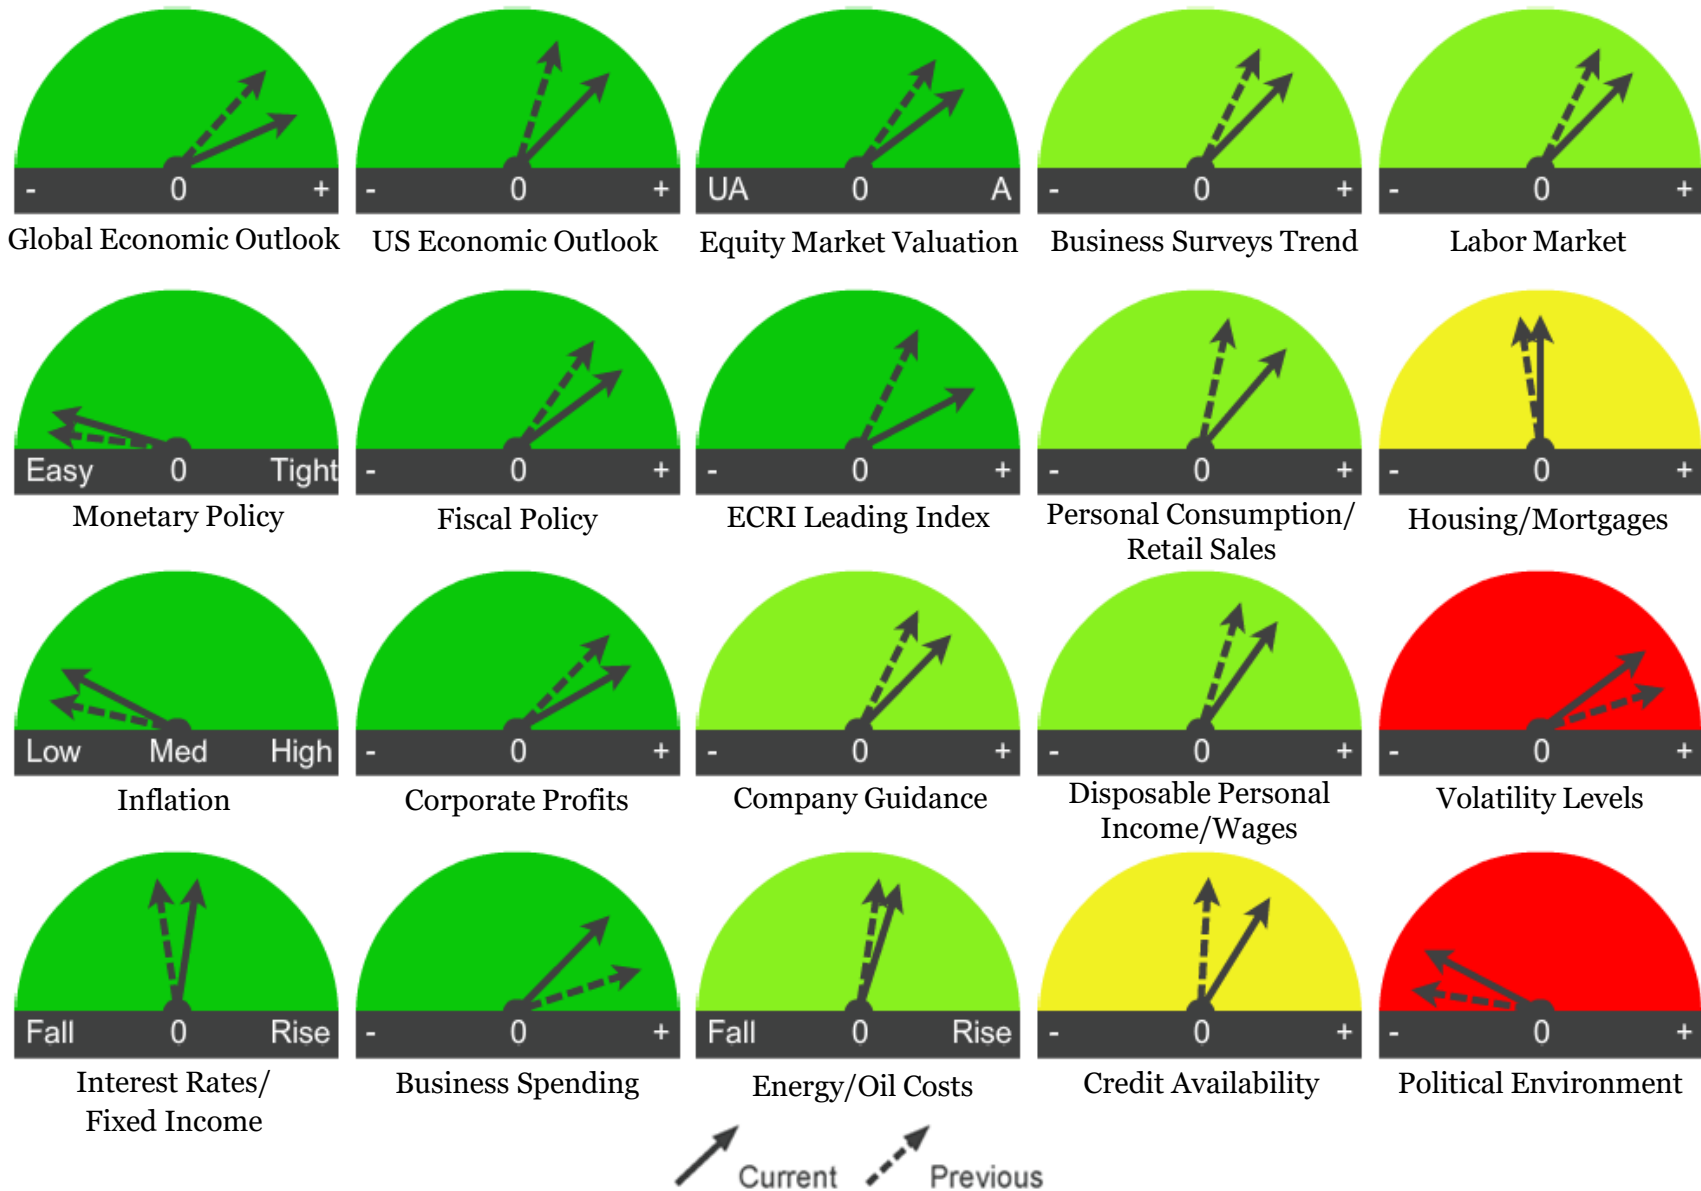 - 0 +
- 0 +
UA 0 A
- 0 +
- 0 +
Global Economic Outlook
US Economic Outlook
Equity Market Valuation
Business Surveys Trend
Labor Market
Easy 0 Tight
- 0 +
- 0 +
- 0 +
- 0 +
Monetary Policy
Fiscal Policy
ECRI Leading Index
Personal Consumption/
Retail Sales
Housing/Mortgages
Low Med High
- 0 +
- 0 +
- 0 +
- 0 +
Inflation
Corporate Profits
Company Guidance
Disposable Personal
Income/Wages
Volatility Levels
Fall 0 Rise
- 0 +
Fall 0 Rise
- 0 +
- 0 +
Interest Rates/
Fixed Income
Business Spending
Energy/Oil Costs
Credit Availability
Political Environment
Current
Previous